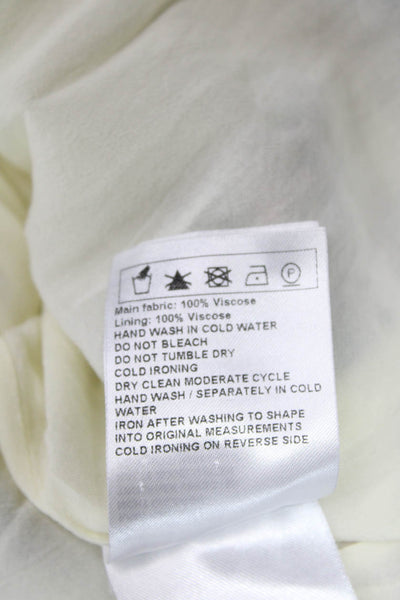 P
Main fabric: 100% Viscose
Lining: 100% Viscose
HAND WASH IN COLD WATER
DO NOT BLEACH
DO NOT TUMBLE DRY
COLD IRONING
DRY CLEAN MODERATE CYCLE
HAND WASH / SEPARATELY IN COLD
WATER
IRON AFTER WASHING TO SHAPE
INTO ORIGINAL MEASUREMENTS
COLD IRONING ON REVERSE SIDE